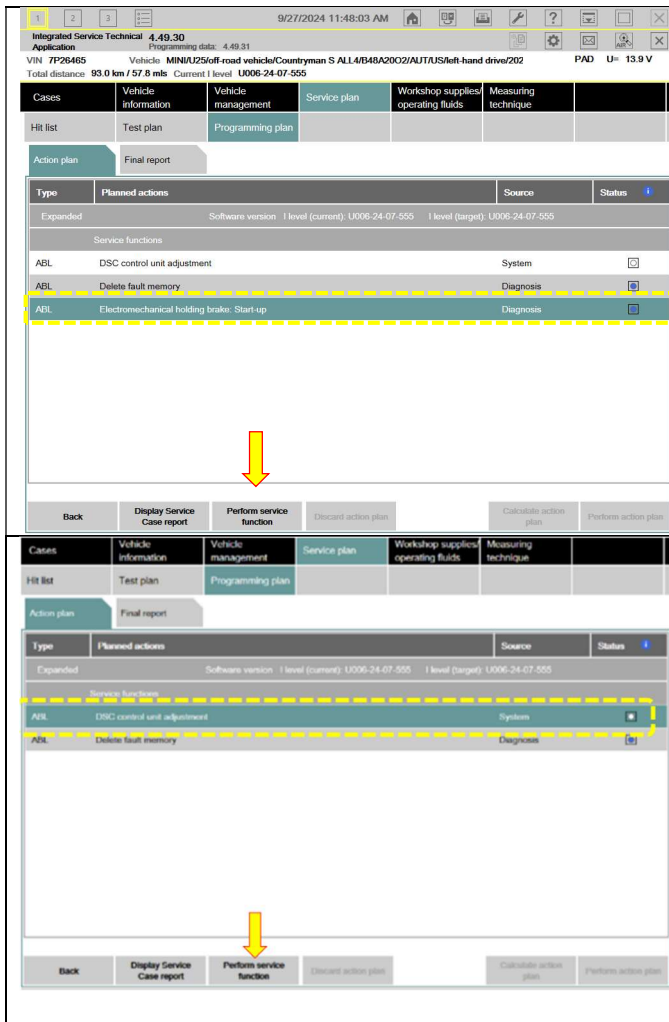 1 2 3 9/27/2024 11:48:03 AM ?
Integrated Service Technical Application 4.49.30
Programming data: 4.49.31
VIN 7P26465 Vehicle MINI/U25/off-road vehicle/Countryman S ALL4/B48A20O2/AUT/US/left-hand drive/202 PAD U= 13.9 V
Total distance 93.0 km / 57.8 mls Current I level U006-24-07-555
Cases Vehicle information Vehicle management Service plan Workshop supplies/ operating fluids Measuring technique
Hit list Test plan Programming plan
Action plan Final report
Type Planned actions Source Status i
Expanded Software version I level (current): U006-24-07-555 I level (target): U006-24-07-555
Service functions
ABL DSC control unit adjustment System
ABL Delete fault memory Diagnosis
ABL Electromechanical holding brake: Start-up Diagnosis
Back Display Service Case report Perform service function Discard action plan Calculate action plan Perform action plan
Cases Vehicle information Vehicle management Service plan Workshop supplies/ operating fluids Measuring technique
Hit list Test plan Programming plan
Action plan Final report
Type Planned actions Source Status i
Expanded Software version I level (current): U006-24-07-555 I level (target): U006-24-07-555
Service functions
ABL DSC control unit adjustment System
ABL Delete fault memory Diagnosis
Back Display Service Case report Perform service function Discard action plan Calculate action plan Perform action plan